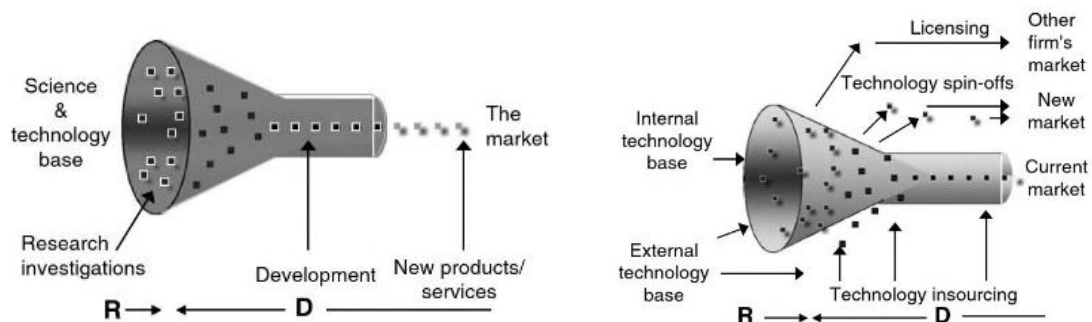 Science
&
technology
base
The
market
Research
investigations
Development
New products/
services
R
D
Licensing
Other
firm's
market
Technology spin-offs
New
market
Internal
technology
base
Current
market
External
technology
base
Technology insourcing
R
D